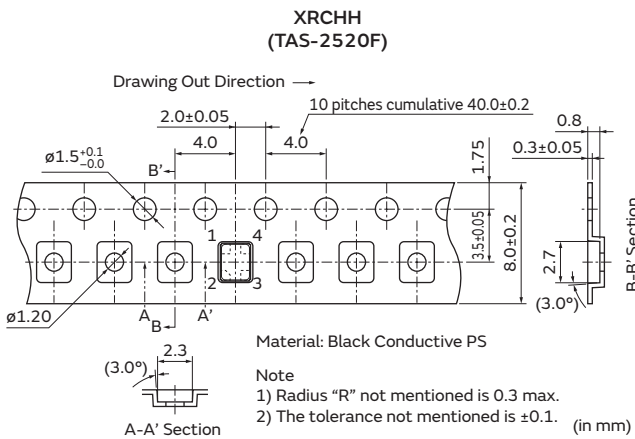 XRCHH
(TAS-2520F)
Drawing Out Direction →
10 pitches cumulative 40.0±0.2
2.0±0.05
0.8
4.0
4.0
0.3±0.05
ø1.5 +0.1 -0.0
B'
1.75
1
4
3.5±0.05
8.0±0.2
2.7
B-B' Section
2
3
(3.0°)
ø1.20
A
A'
B
Material: Black Conductive PS
(3.0°)
2.3
Note
1) Radius “R” not mentioned is 0.3 max.
2) The tolerance not mentioned is ±0.1.
(in mm)
A-A' Section